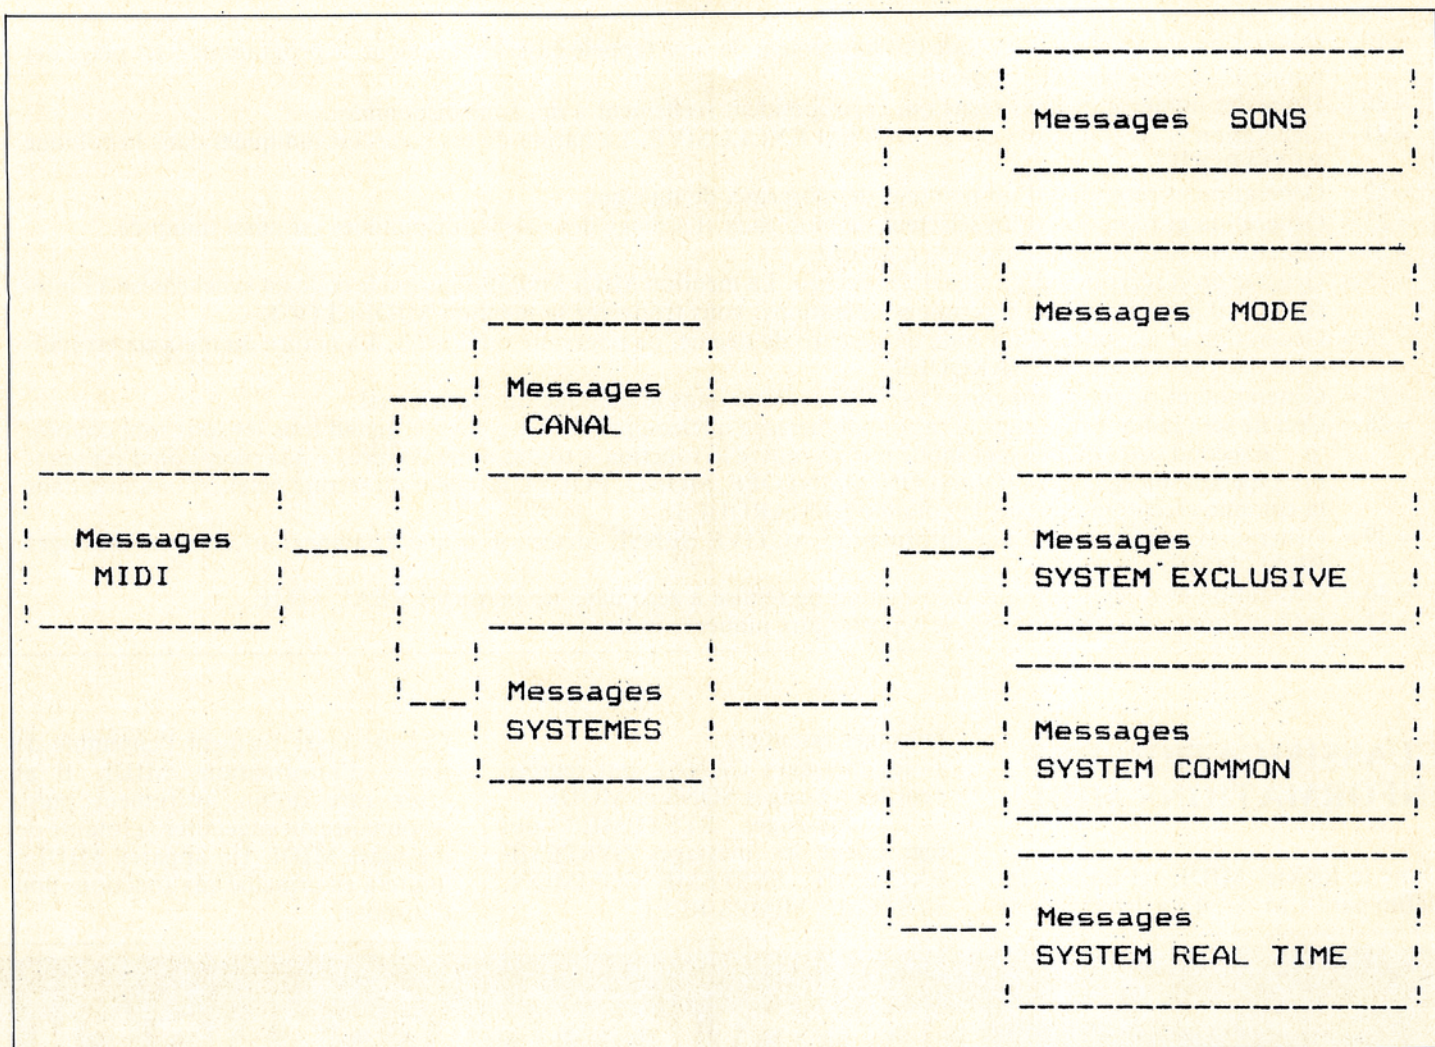 Messages SONS
Messages MODE
Messages
CANAL
Messages
MIDI
Messages
SYSTEM EXCLUSIVE
Messages
SYSTEMES
Messages
SYSTEM COMMON
Messages
SYSTEM REAL TIME